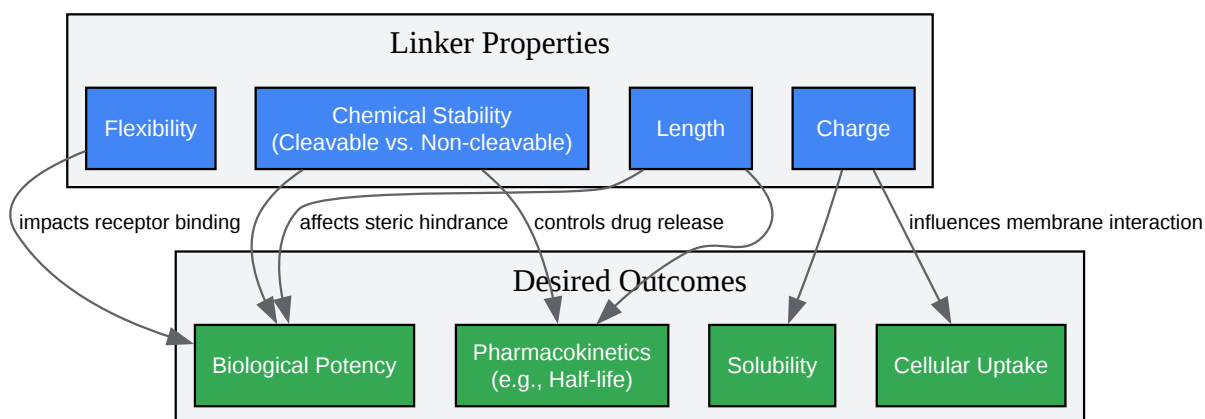 Linker Properties
Flexibility
Chemical Stability
(Cleavable vs. Non-cleavable)
Length
Charge
impacts receptor binding
affects steric hindrance
controls drug release
influences membrane interaction
Desired Outcomes
Biological Potency
Pharmacokinetics
(e.g., Half-life)
Solubility
Cellular Uptake